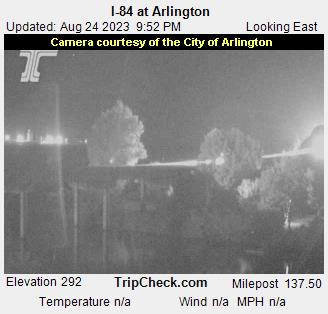 I-84 at Arlington
Updated: Aug 24 2023 9:52 PM Looking East
Camera courtesy of the City of Arlington
Elevation 292 TripCheck.com Milepost 137.50
Temperature n/a Wind n/a MPH n/a